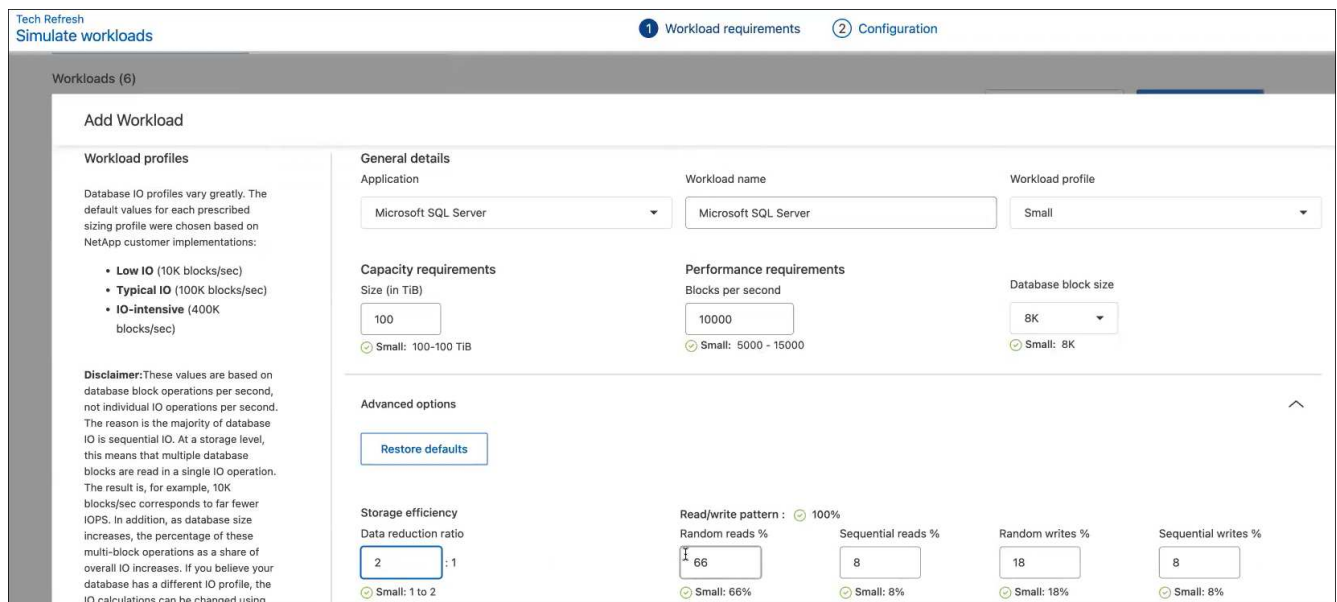 Tech Refresh
Simulate workloads
1 Workload requirements
2 Configuration
Workloads (6)
Add Workload
Workload profiles
Database IO profiles vary greatly. The
default values for each prescribed
sizing profile were chosen based on
NetApp customer implementations:
• Low IO (10K blocks/sec)
• Typical IO (100K blocks/sec)
• IO-intensive (400K
blocks/sec)
Disclaimer:These values are based on
database block operations per second,
not individual IO operations per second.
The reason is the majority of database
IO is sequential IO. At a storage level,
this means that multiple database
blocks are read in a single IO operation.
The result is, for example, 10K
blocks/sec corresponds to far fewer
IOPS. In addition, as database size
increases, the percentage of these
multi-block operations as a share of
overall IO increases. If you believe your
database has a different IO profile, the
IO calculations can be changed using
General details
Application
Microsoft SQL Server
Workload name
Microsoft SQL Server
Workload profile
Small
Capacity requirements
Size (in TiB)
100
Small: 100-100 TiB
Performance requirements
Blocks per second
10000
Small: 5000 - 15000
Database block size
8K
Small: 8K
Advanced options
Restore defaults
Storage efficiency
Data reduction ratio
2 : 1
Small: 1 to 2
Read/write pattern : 100%
Random reads %
66
Small: 66%
Sequential reads %
8
Small: 8%
Random writes %
18
Small: 18%
Sequential writes %
8
Small: 8%